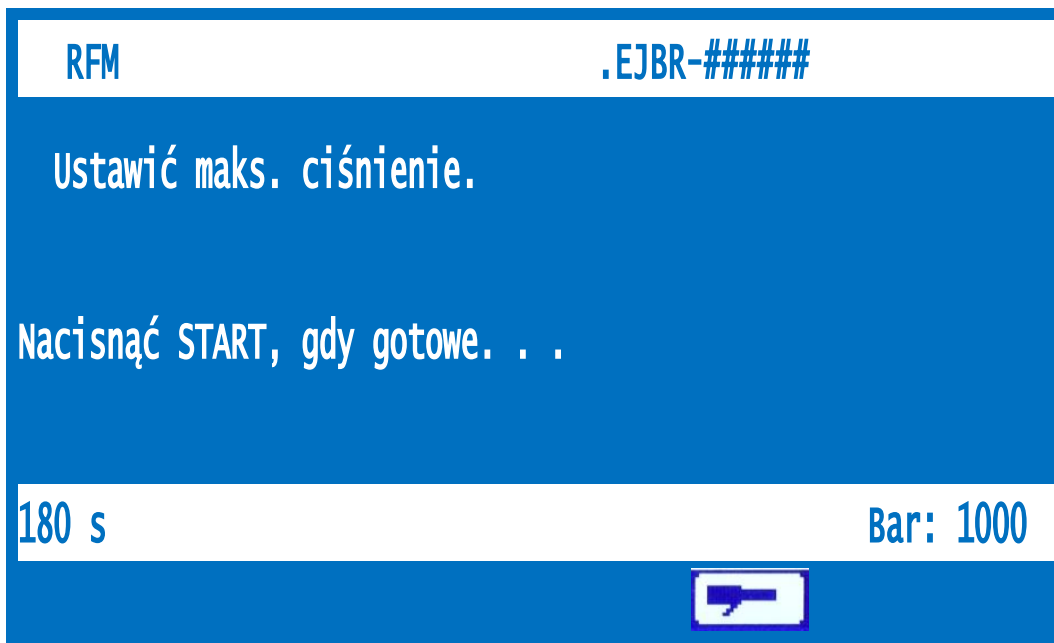 RFM .EJBR-######
Ustawić maks. ciśnienie.
Nacisnąć START, gdy gotowe. . .
180 s Bar: 1000